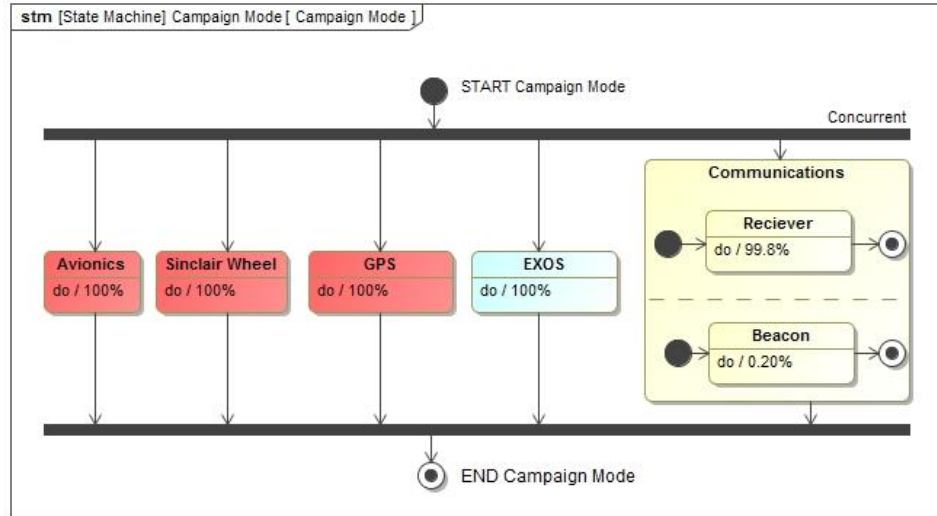 stm [State Machine] Campaign Mode [ Campaign Mode ]
START Campaign Mode
Concurrent
Communications
Reciever
do / 99.8%
Avionics
do / 100%
Sinclair Wheel
do / 100%
GPS
do / 100%
EXOS
do / 100%
Beacon
do / 0.20%
END Campaign Mode